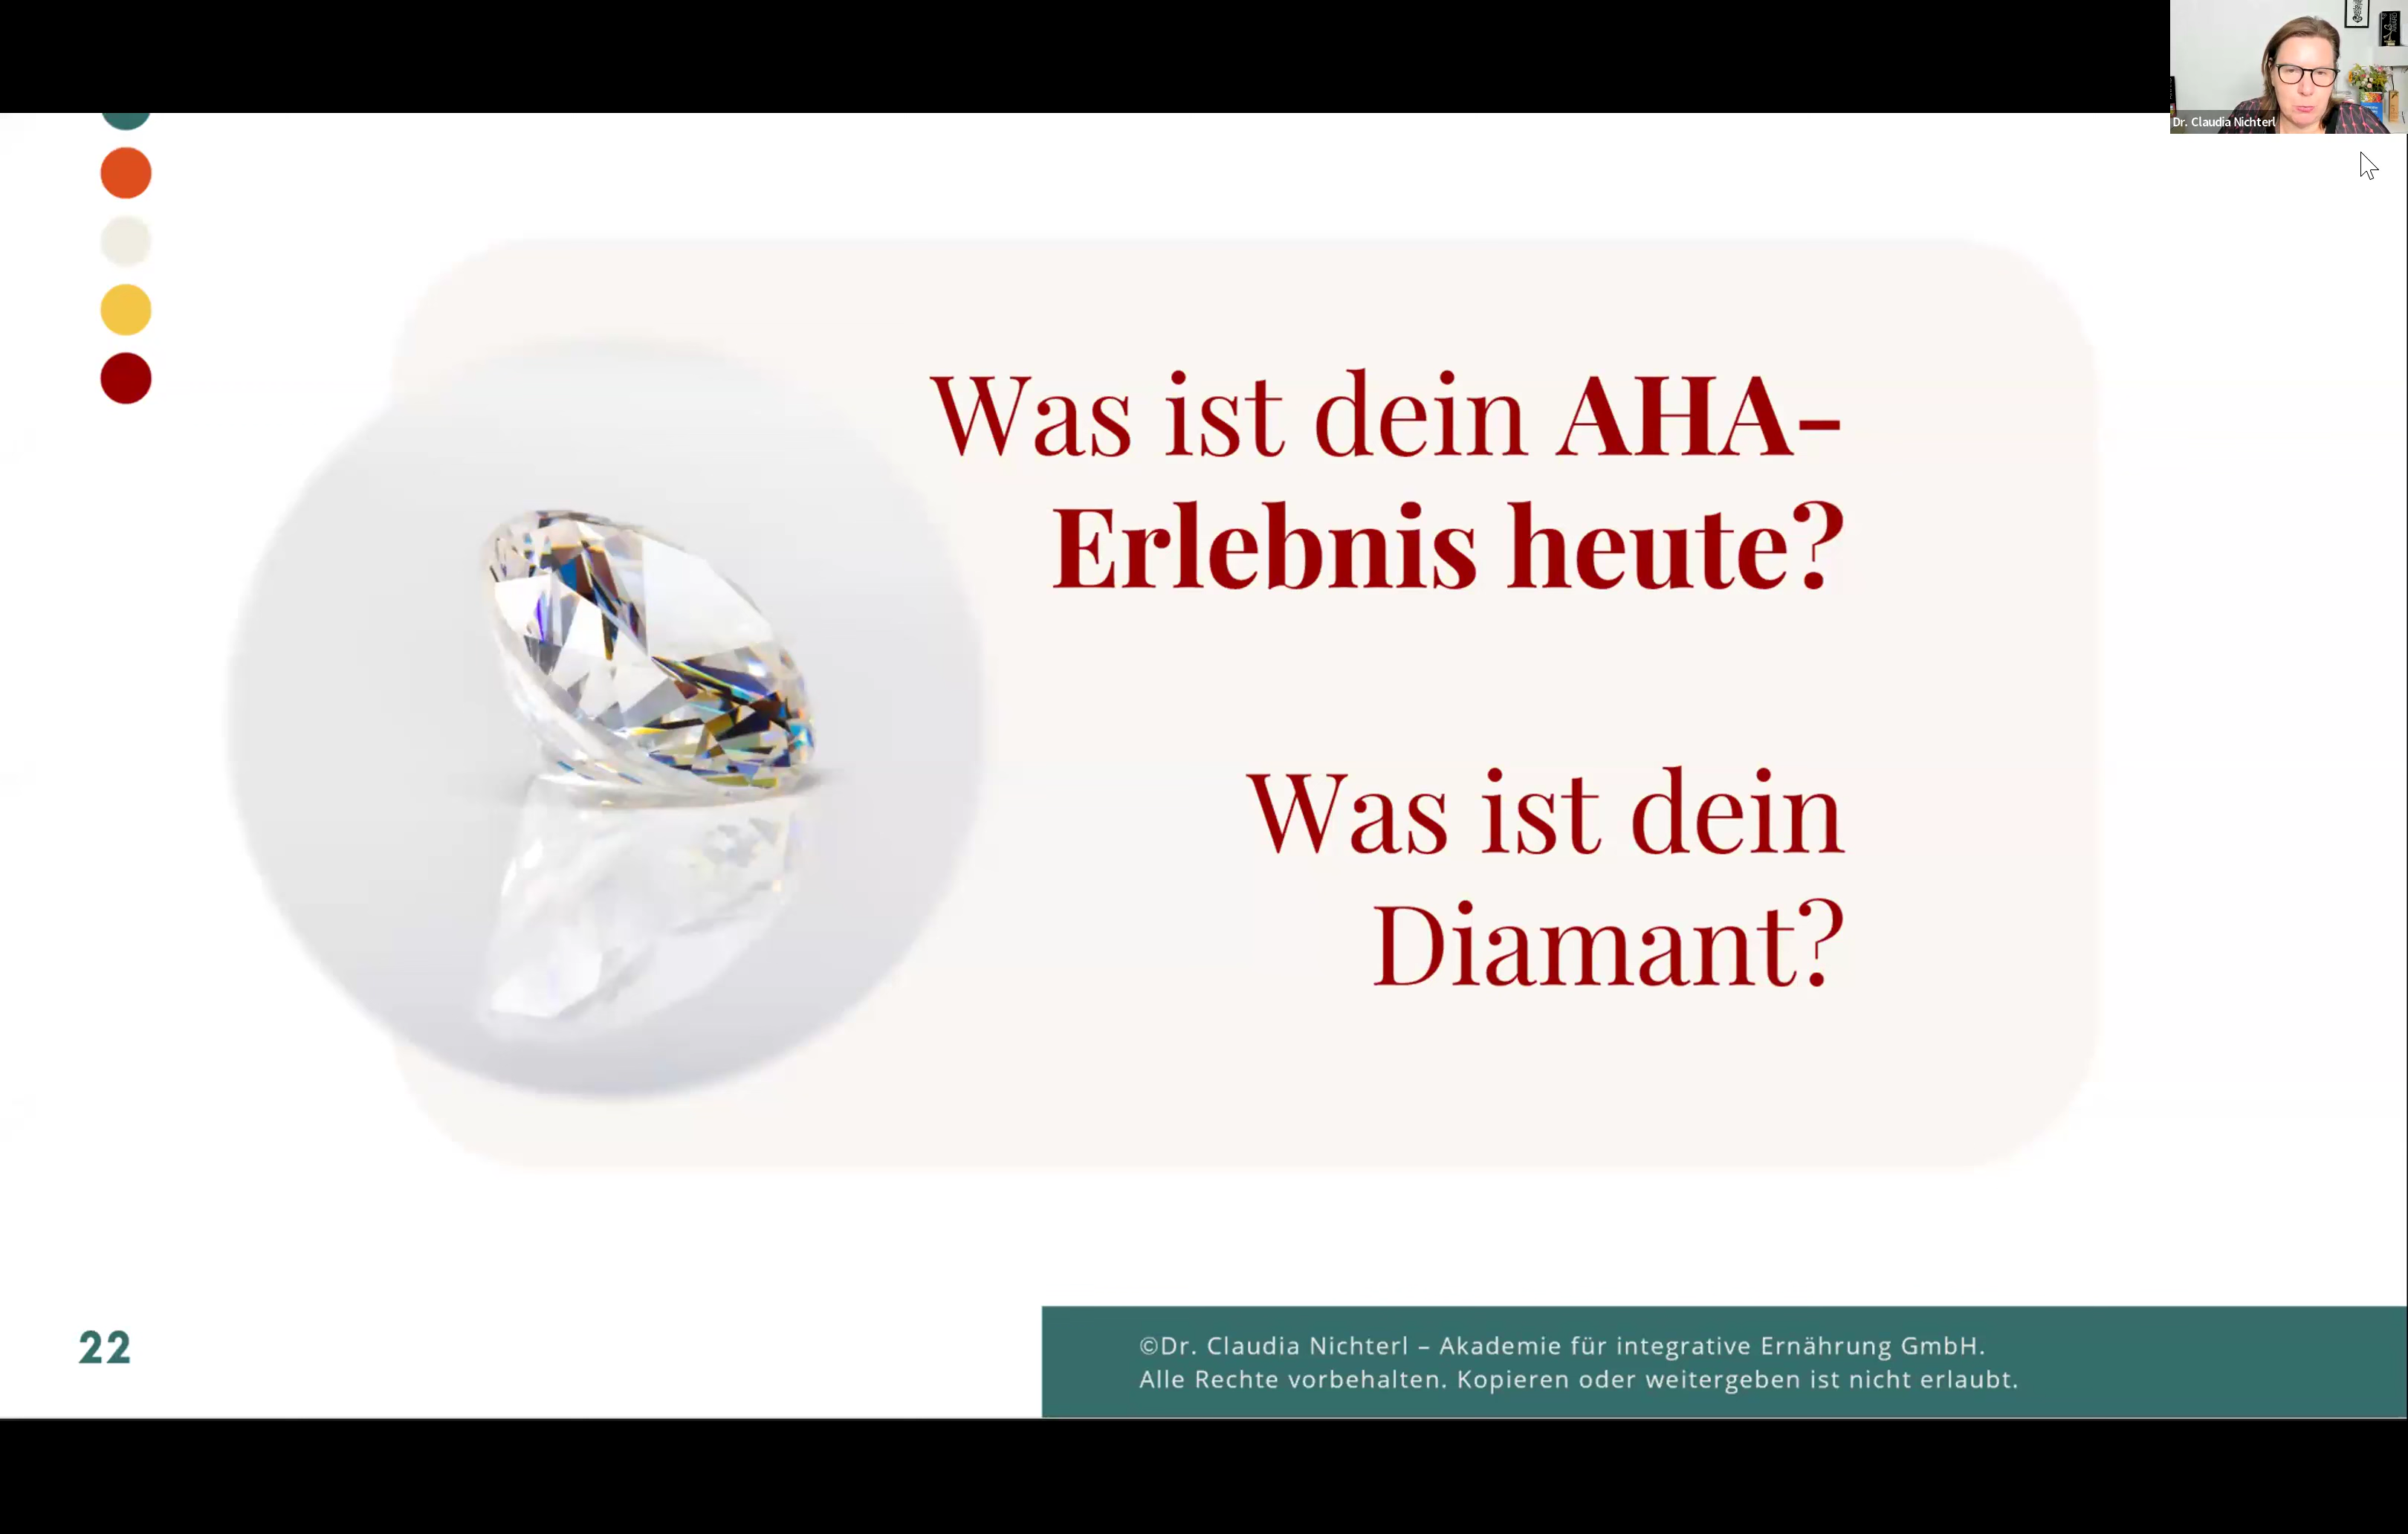 Dr. Claudia Nichterl
Was ist dein AHA-
Erlebnis heute?
Was ist dein
Diamant?
22
©Dr. Claudia Nichterl – Akademie für integrative Ernährung GmbH.
Alle Rechte vorbehalten. Kopieren oder weitergeben ist nicht erlaubt.